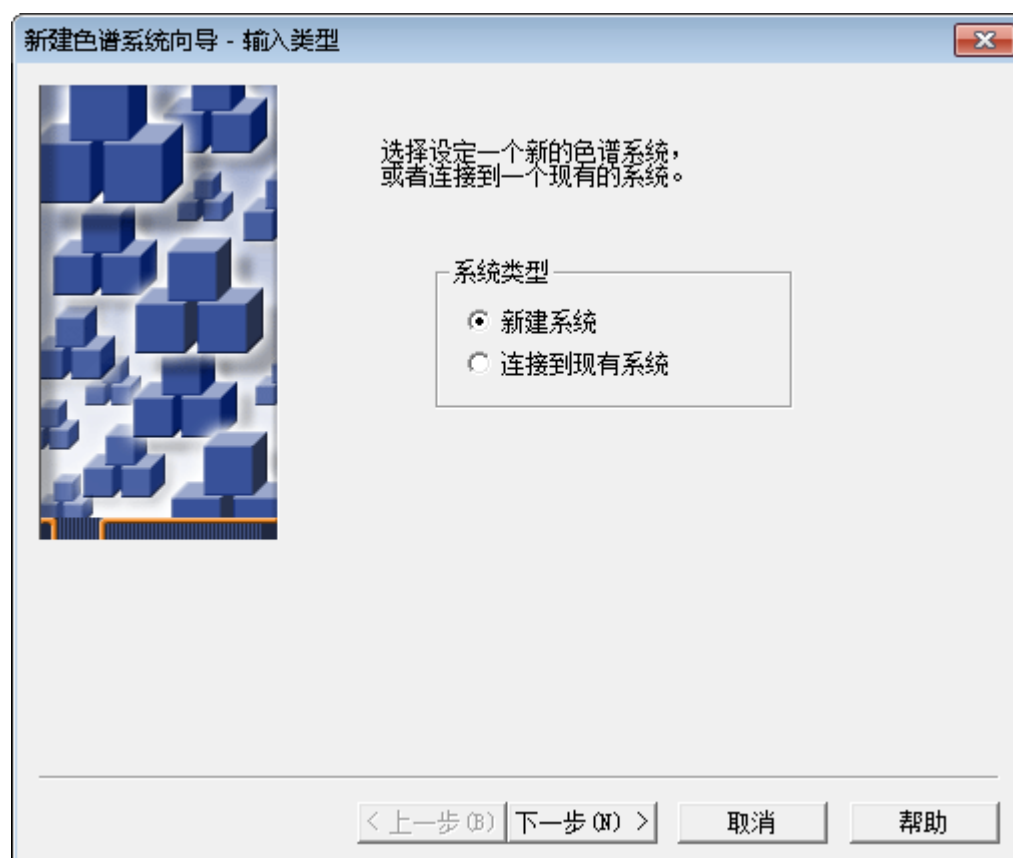 新建色谱系统向导 - 输入类型
选择设定一个新的色谱系统，
或者连接到一个现有的系统。
系统类型
新建系统
连接到现有系统
< 上一步(B) 下一步(N) > 取消 帮助